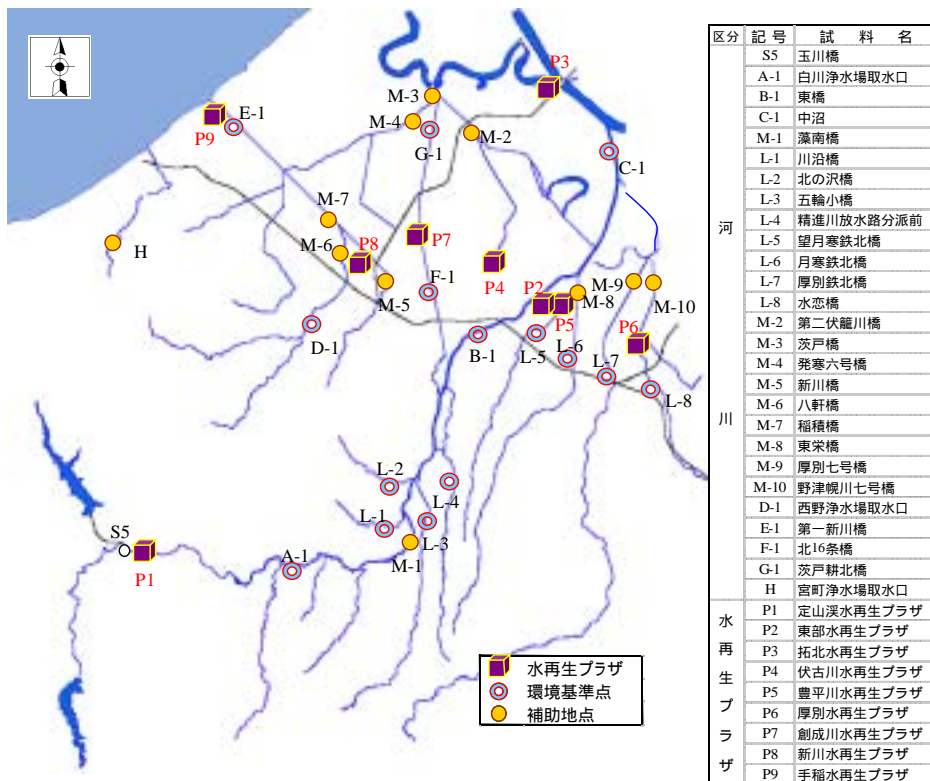 P3
M-3
E-1
M-4
P9
G-1
M-2
C-1
M-7
M-6
P8
P7
H
P4
M-5
F-1
P2
M-9
M-8
M-10
P5
P6
D-1
B-1
L-5
L-6
L-7
L-8
L-2
L-4
L-1
S5
L-3
A-1
M-1
P1
水再生プラザ
環境基準点
補助地点
区分 記号 試料名
河川
S5 玉川橋
A-1 白川浄水場取水口
B-1 東橋
C-1 中沼
M-1 藻南橋
L-1 川沿橋
L-2 北の沢橋
L-3 五輪小橋
L-4 精進川放水路分派前
L-5 望月寒鉄北橋
L-6 月寒鉄北橋
L-7 厚別鉄北橋
L-8 水恋橋
M-2 第二伏籠川橋
M-3 茨戸橋
M-4 発寒六号橋
M-5 新川橋
M-6 八軒橋
M-7 稲積橋
M-8 東栄橋
M-9 厚別七号橋
M-10 野津幌川七号橋
D-1 西野浄水場取水口
E-1 第一新川橋
F-1 北16条橋
G-1 茨戸耕北橋
H 宮町浄水場取水口
水再生プラザ
P1 定山渓水再生プラザ
P2 東部水再生プラザ
P3 拓北水再生プラザ
P4 伏古川水再生プラザ
P5 豊平川水再生プラザ
P6 厚別水再生プラザ
P7 創成川水再生プラザ
P8 新川水再生プラザ
P9 手稲水再生プラザ